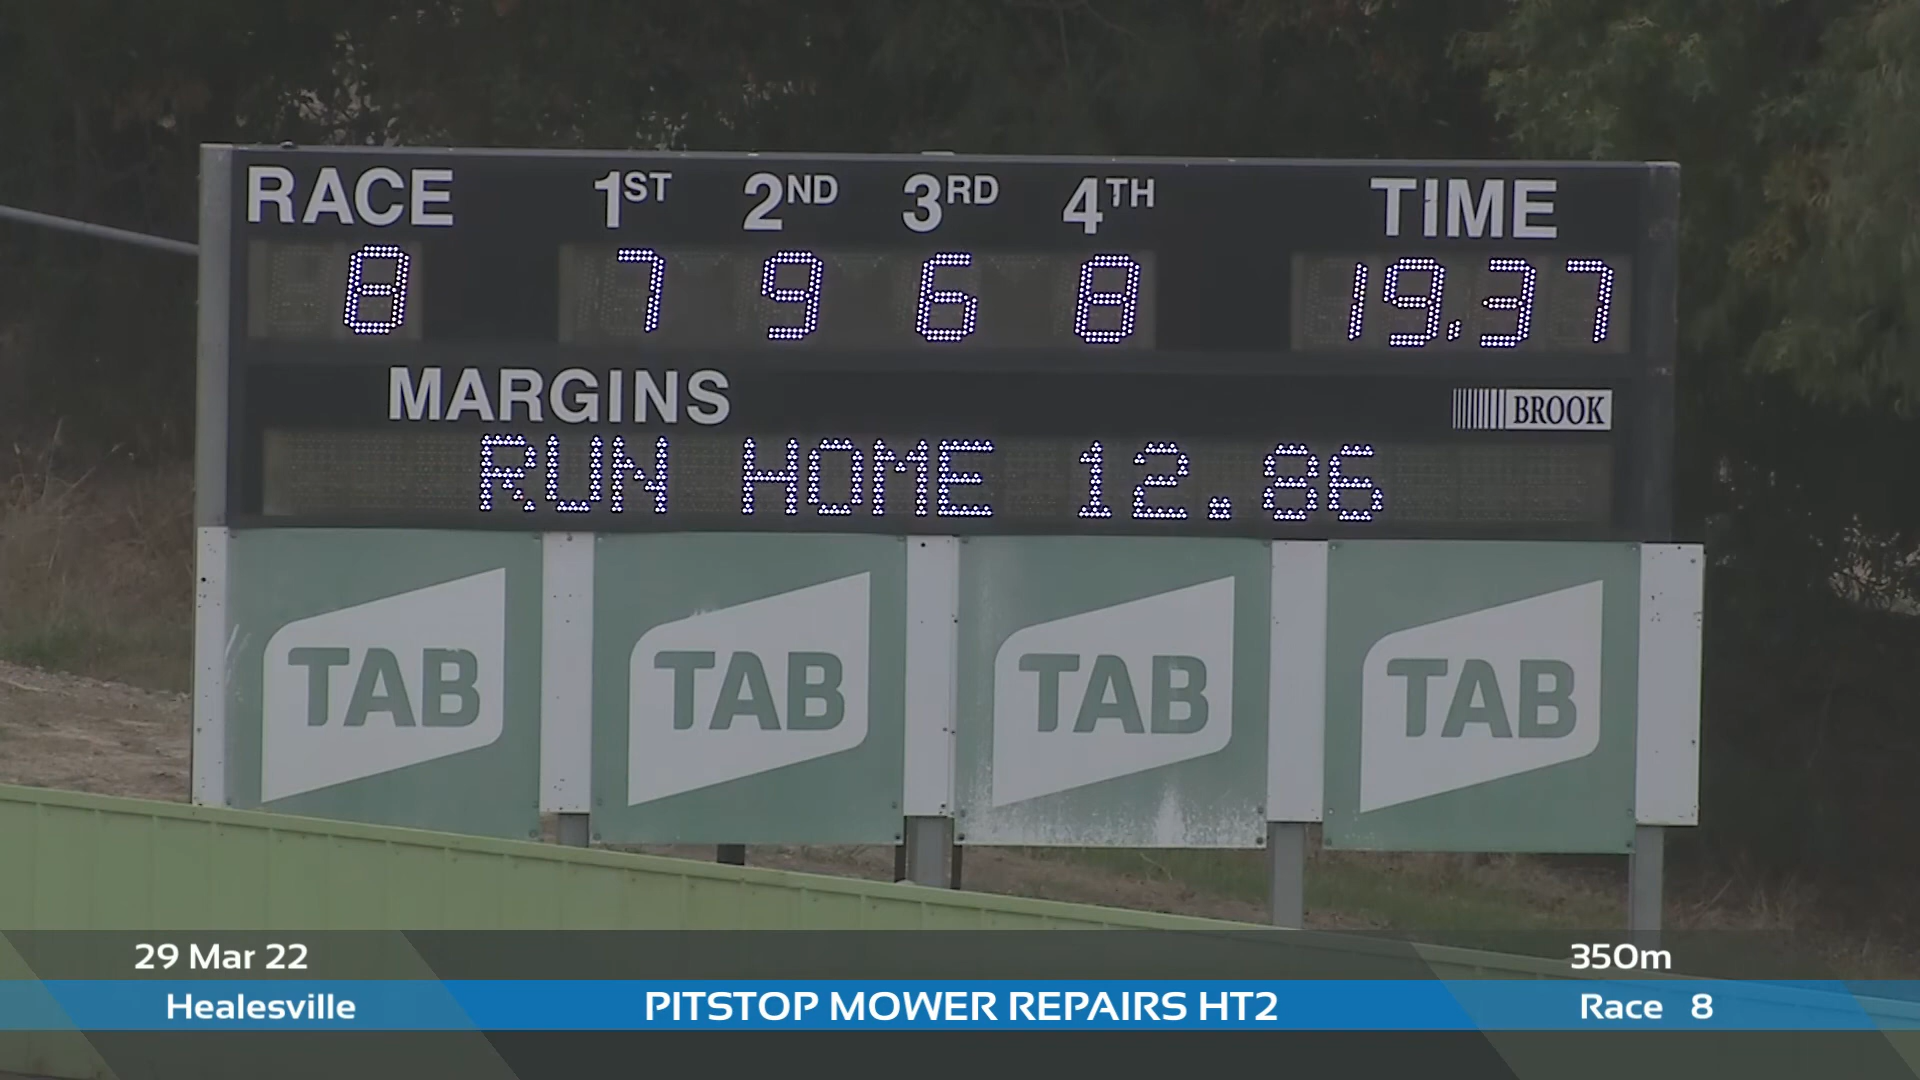 RACE 1ST 2ND 3RD 4TH TIME
8 7 9 6 8 19.37
MARGINS
BROOK
RUN HOME 12.86
TAB TAB TAB TAB
29 Mar 22 350m
Healesville PITSTOP MOWER REPAIRS HT2 Race 8